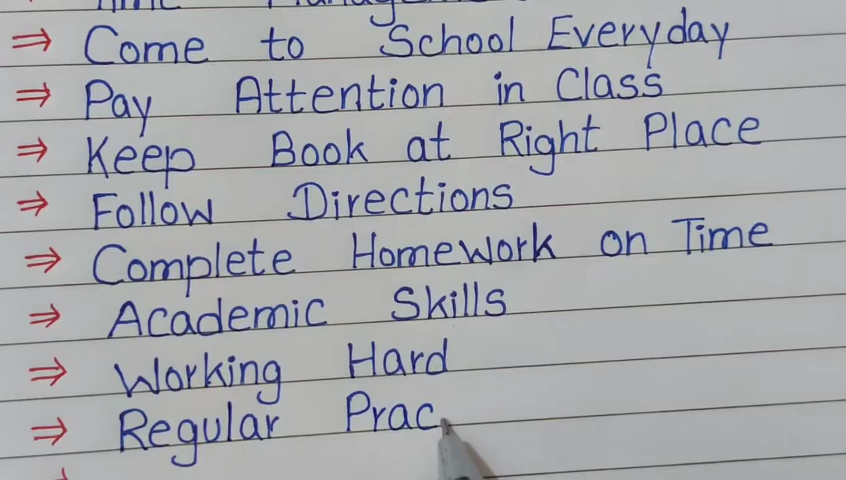 ⇒ Come to School Everyday
⇒ Pay Attention in Class
⇒ Keep Book at Right Place
⇒ Follow Directions
⇒ Complete Homework on Time
⇒ Academic Skills
⇒ Working Hard
⇒ Regular Prac